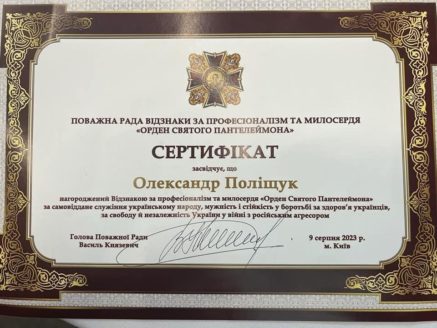 ПОВАЖНА РАДА ВІДЗНАКИ ЗА ПРОФЕСІОНАЛІЗМ ТА МИЛОСЕРДЯ
«ОРДЕН СВЯТОГО ПАНТЕЛЕЙМОНА»
СЕРТИФІКАТ
засвідчує, що
Олександр Поліщук
нагороджений Відзнакою за професіоналізм та милосердя «Орден Святого Пантелеймона»
за самовіддане служіння українському народу, мужність і стійкість у боротьбі за здоров'я українців,
за свободу й незалежність України у війні з російським агресором
Голова Поважної Ради
Василь Князевич
9 серпня 2023 р.
м. Київ